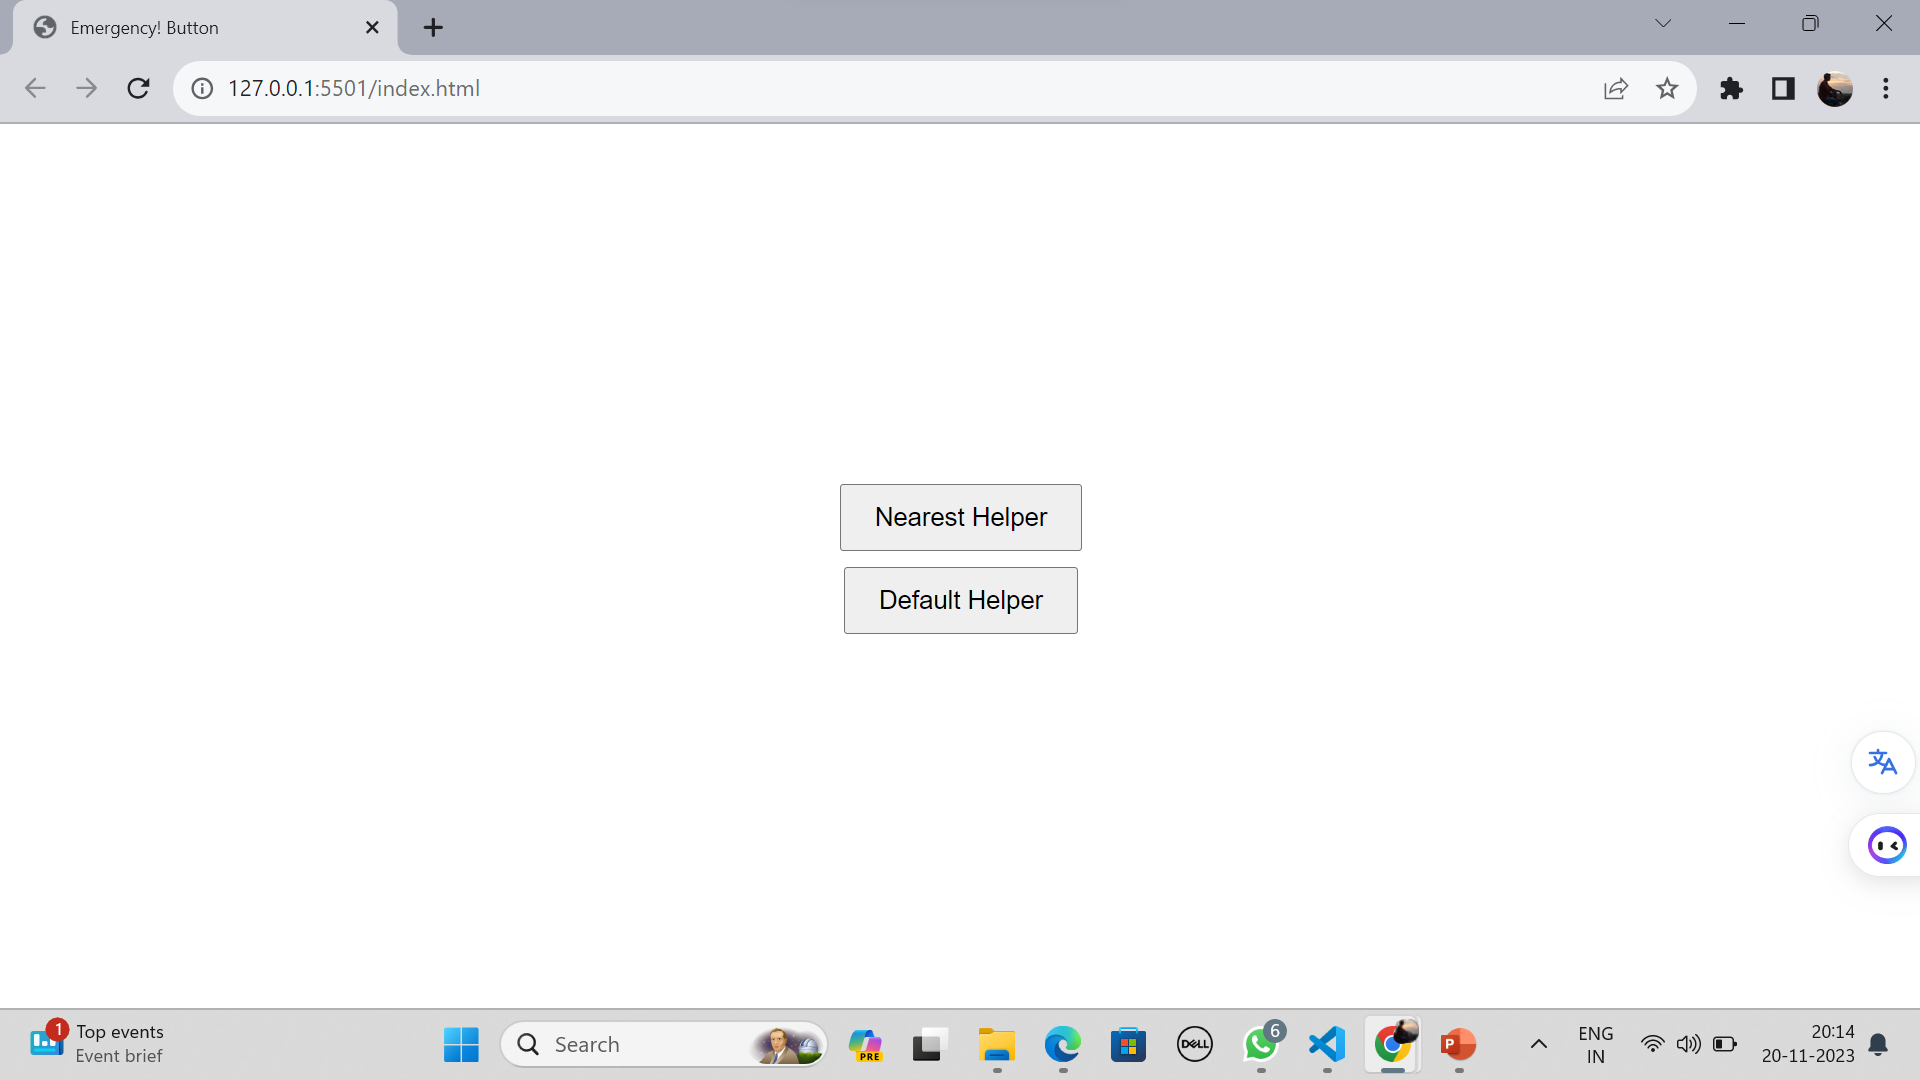 Emergency! Button
127.0.0.1:5501/index.html
Nearest Helper
Default Helper
1
Top events
Event brief
Search
PRE
DELL
6
P
ENG
IN
20:14
20-11-2023